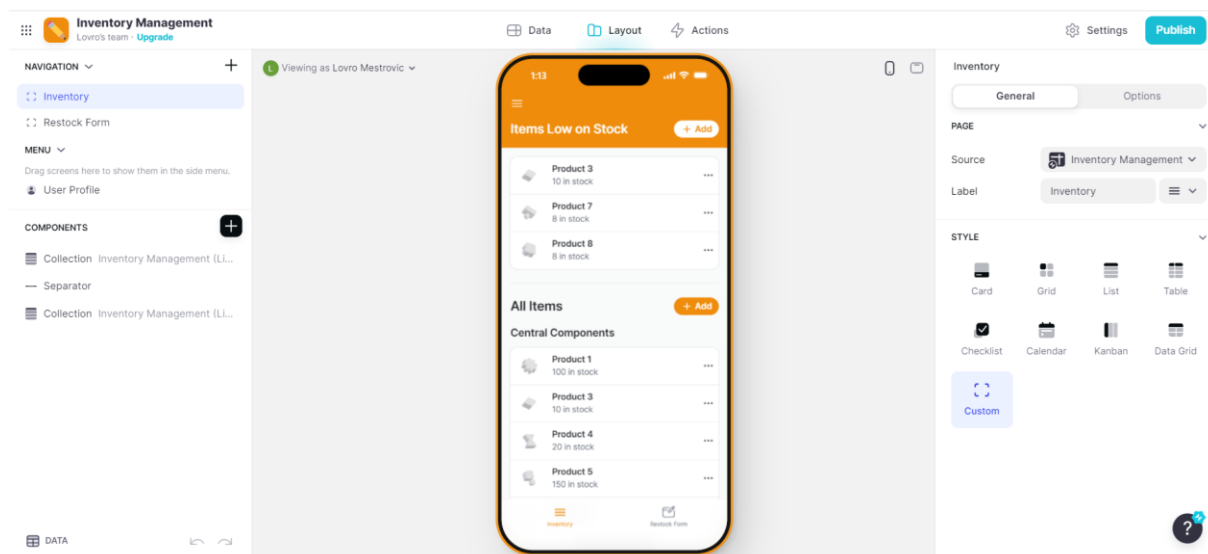 Inventory Management
Lovro's team · Upgrade
Data
Layout
Actions
Settings
Publish
NAVIGATION
Inventory
Restock Form
MENU
Drag screens here to show them in the side menu.
User Profile
COMPONENTS
Collection Inventory Management (Li...
Separator
Collection Inventory Management (Li...
DATA
L Viewing as Lovro Mestrovic
1:13
Items Low on Stock
+ Add
Product 3
10 in stock
Product 7
8 in stock
Product 8
8 in stock
All Items
+ Add
Central Components
Product 1
100 in stock
Product 3
10 in stock
Product 4
20 in stock
Product 5
150 in stock
Inventory
Restock Form
Inventory
General
Options
PAGE
Source
Inventory Management
Label
Inventory
STYLE
Card
Grid
List
Table
Checklist
Calendar
Kanban
Data Grid
Custom
?